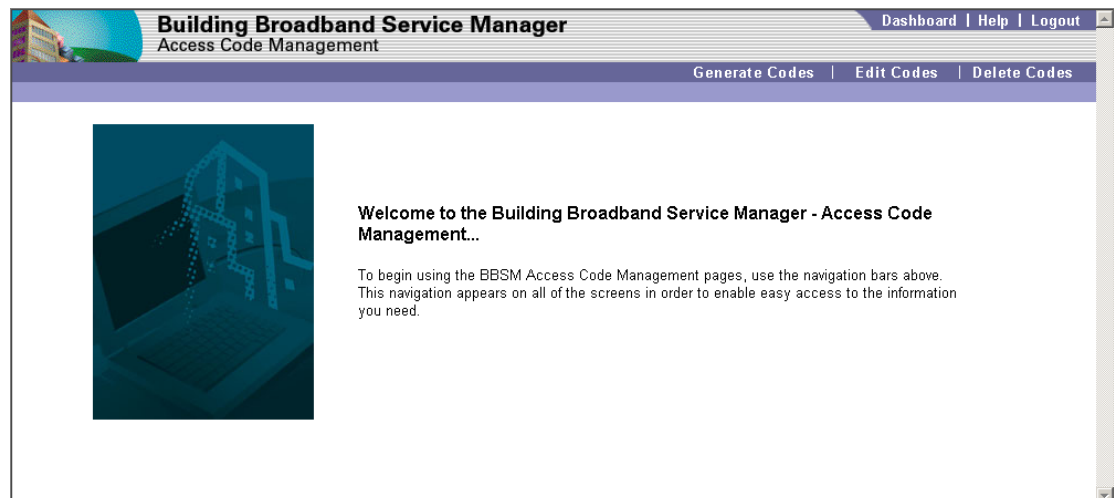 Building Broadband Service Manager
Access Code Management
Dashboard | Help | Logout
Generate Codes | Edit Codes | Delete Codes
Welcome to the Building Broadband Service Manager - Access Code
Management...
To begin using the BBSM Access Code Management pages, use the navigation bars above.
This navigation appears on all of the screens in order to enable easy access to the information
you need.